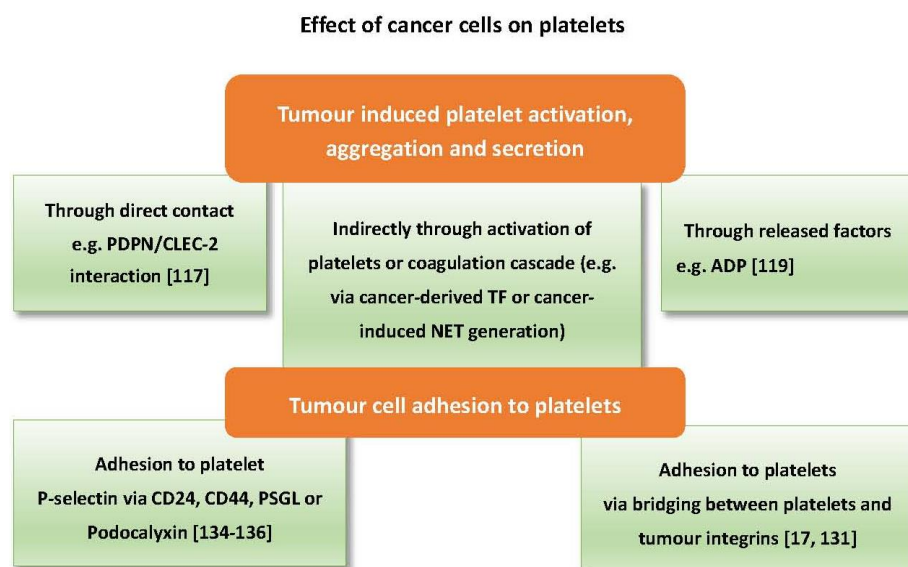 Effect of cancer cells on platelets
Tumour induced platelet activation,
aggregation and secretion
Through direct contact
e.g. PDPN/CLEC-2
interaction [117]
Indirectly through activation of
platelets or coagulation cascade (e.g.
via cancer-derived TF or cancer-
induced NET generation)
Through released factors
e.g. ADP [119]
Tumour cell adhesion to platelets
Adhesion to platelet
P-selectin via CD24, CD44, PSGL or
Podocalyxin [134-136]
Adhesion to platelets
via bridging between platelets and
tumour integrins [17, 131]